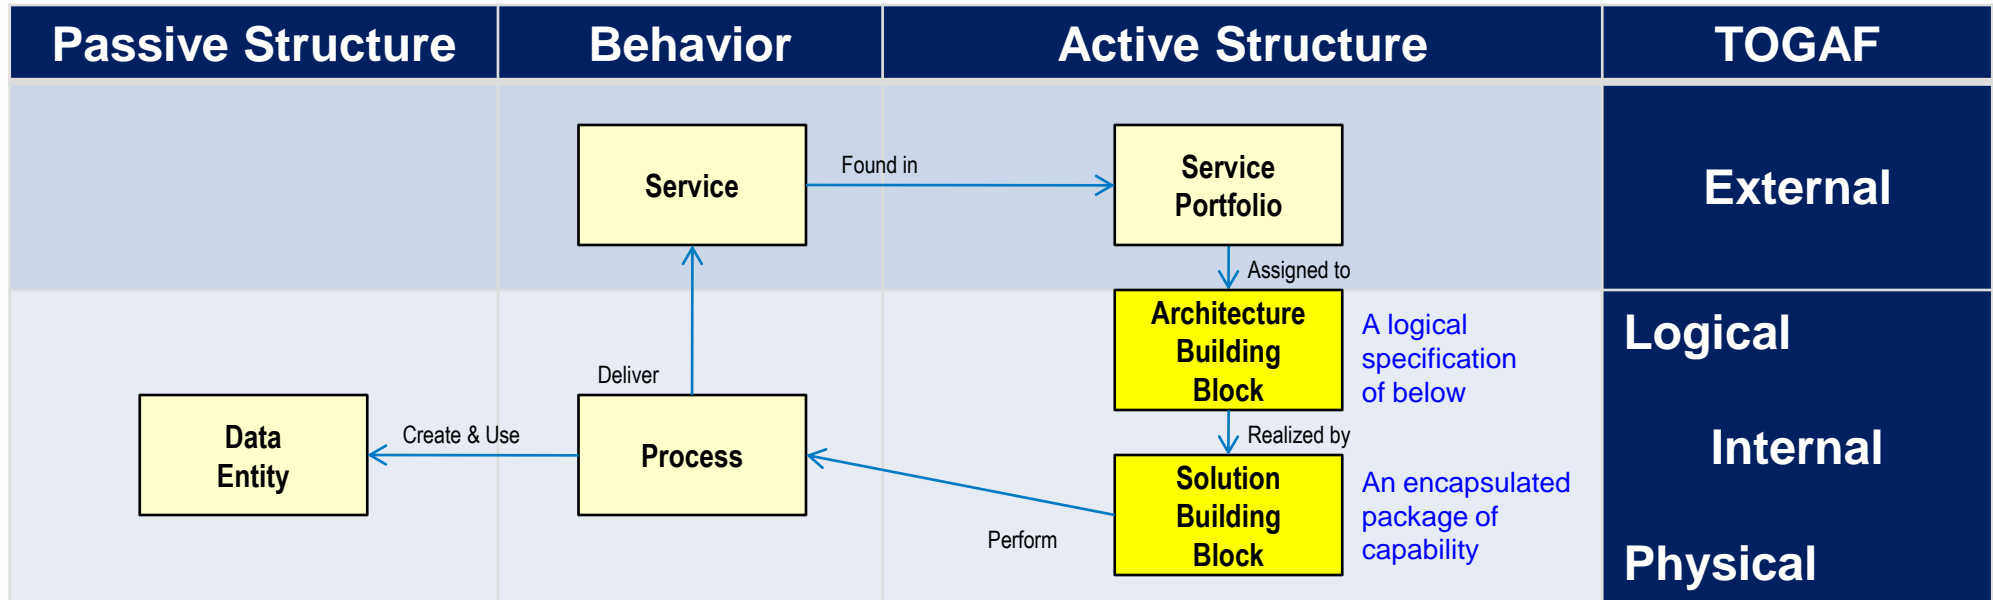 Passive Structure
Behavior
Active Structure
TOGAF
Service
Found in
Service
Portfolio
External
Assigned to
Architecture
Building
Block
A logical
specification
of below
Logical
Deliver
Data
Entity
Create & Use
Process
Realized by
Internal
Perform
Solution
Building
Block
An encapsulated
package of
capability
Physical